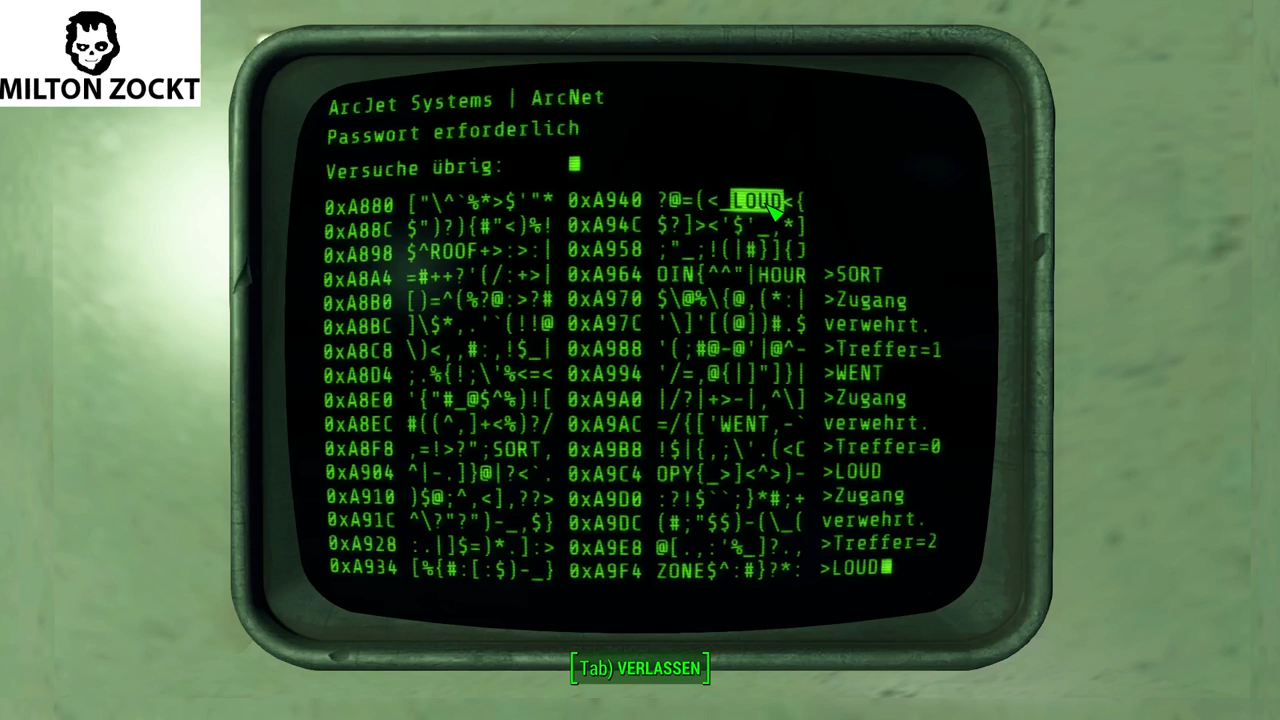 MILTON ZOCKT
ArcJet Systems | ArcNet
Passwort erforderlich
Versuche übrig:
0xA880 ["\^`%*>$'"* 0xA940 ?@=(<_LOUD<{
0xA88C $")?){#"<)%! 0xA94C $?]><'$'_,*]
0xA898 $^ROOF+>:>:| 0xA958 ;"_;!(|#}]{J
0xA8A4 =#++?'(/:+>| 0xA964 OIN{^^"|HOUR >SORT
0xA8B0 [)=^(%?@:>?# 0xA970 $\@%\{@,(*:| >Zugang
0xA8BC ]\$*,.'`(!!@ 0xA97C '\]'[(@])#.$ verwehrt.
0xA8C8 \)<,,#:,!$_| 0xA988 '(;#@-@'|@^- >Treffer=1
0xA8D4 ;.%{!;\'%<=< 0xA994 '/=,@{|]"]}| >WENT
0xA8E0 '{"#_@$^%)![ 0xA9A0 |/?|+>-|,^\] >Zugang
0xA8EC #((^,]+<%)?/ 0xA9AC =/{['WENT,-` verwehrt.
0xA8F8 ,=!>?";SORT, 0xA9B8 !$|{,;\'.(<C >Treffer=0
0xA904 ^|-.]}@|?<`. 0xA9C4 OPY{_>]<^>)- >LOUD
0xA910 )$@;^,<],??> 0xA9D0 :?!$``;}*#;+ >Zugang
0xA91C ^\?"?")-_,$} 0xA9DC (#;"$$)-(\_( verwehrt.
0xA928 :.|]$=)*.]:> 0xA9E8 @[.,:'%_]?., >Treffer=2
0xA934 [%{#:[:$)-_} 0xA9F4 ZONE$^:#}?*: >LOUD
Tab) VERLASSEN